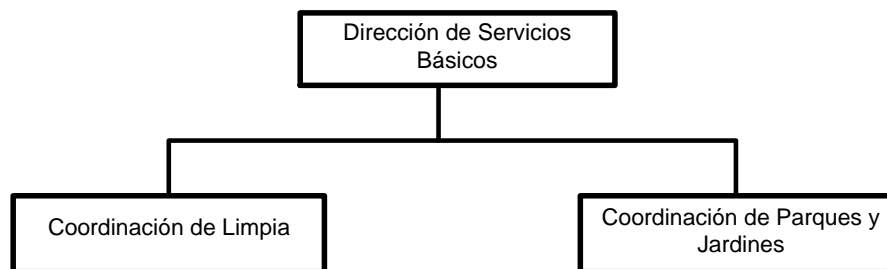 Dirección de Servicios
Básicos
Coordinación de Limpia
Coordinación de Parques y
Jardines